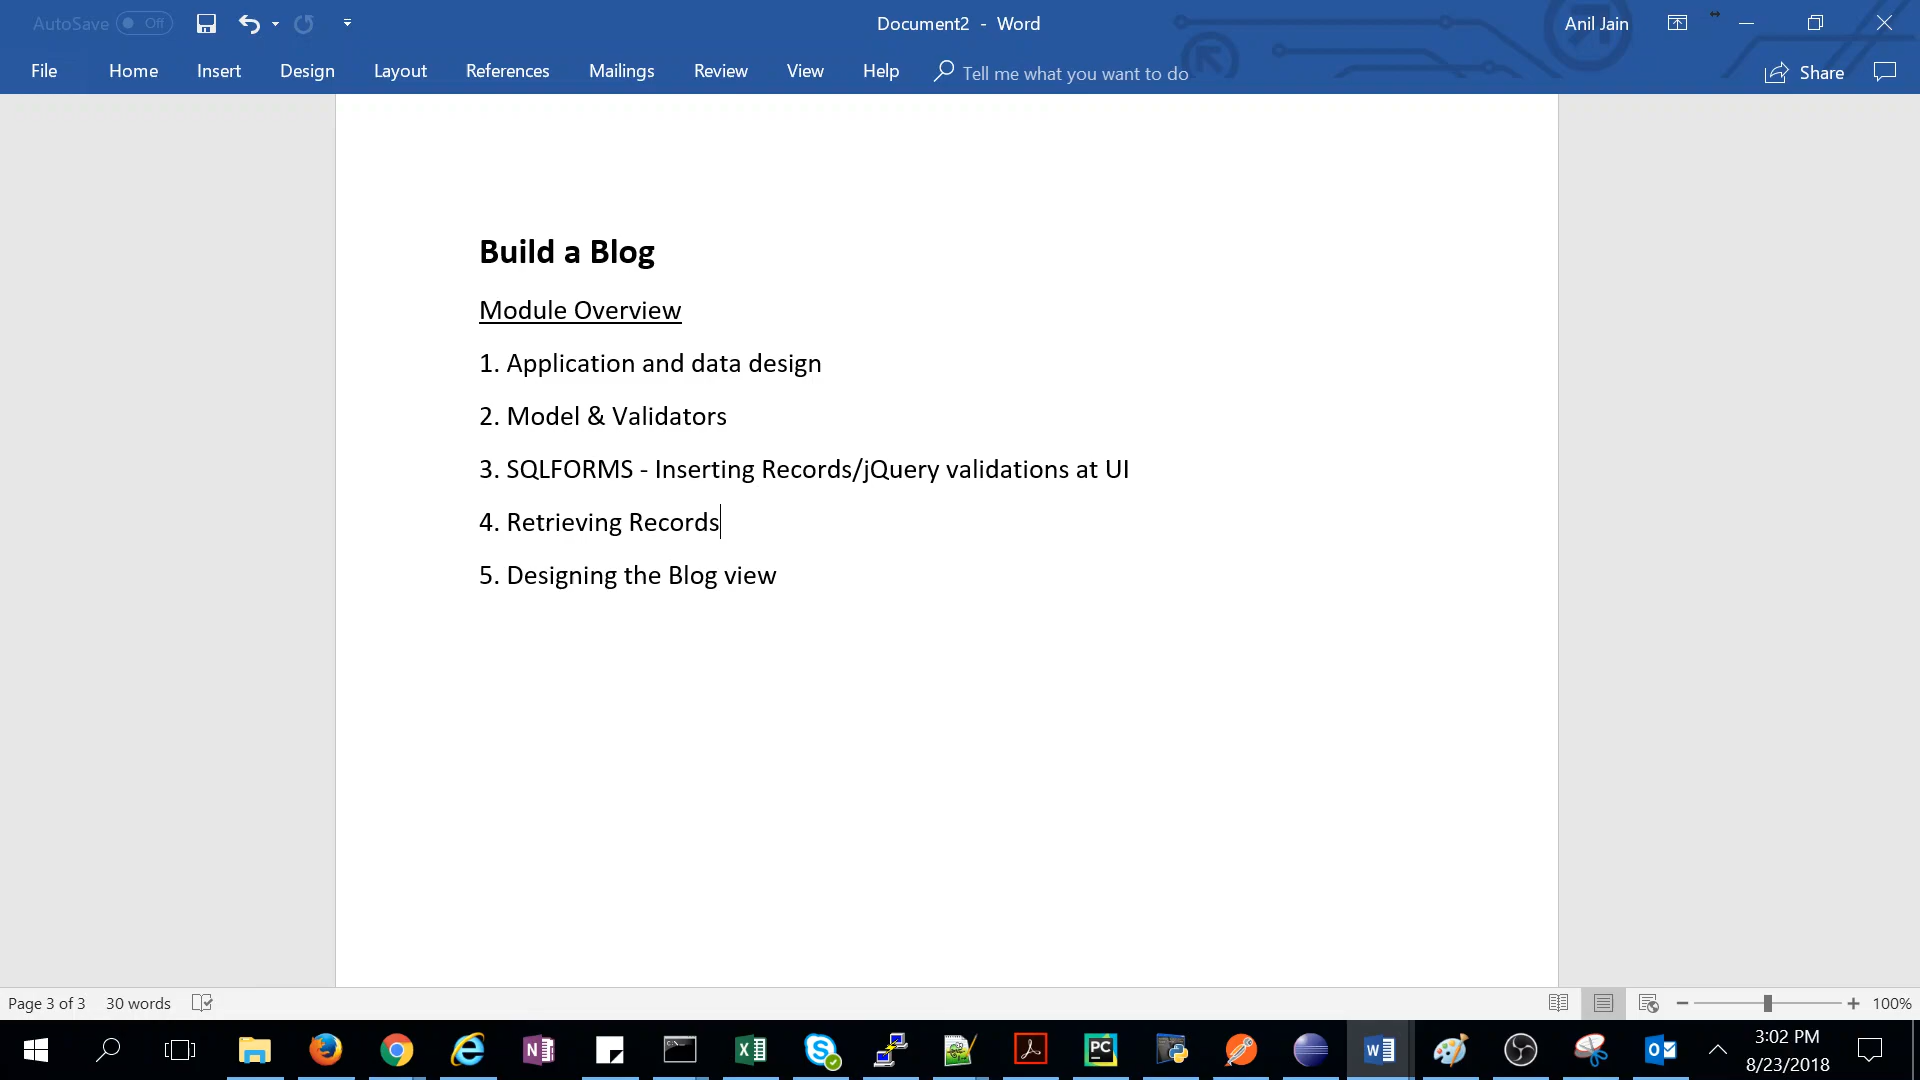 AutoSave Off
Document2 - Word
Anil Jain
File Home Insert Design Layout References Mailings Review View Help Tell me what you want to do Share
Build a Blog
Module Overview
1. Application and data design
2. Model & Validators
3. SQLFORMS - Inserting Records/jQuery validations at UI
4. Retrieving Records
5. Designing the Blog view
Page 3 of 3 30 words 100%
3:02 PM
8/23/2018